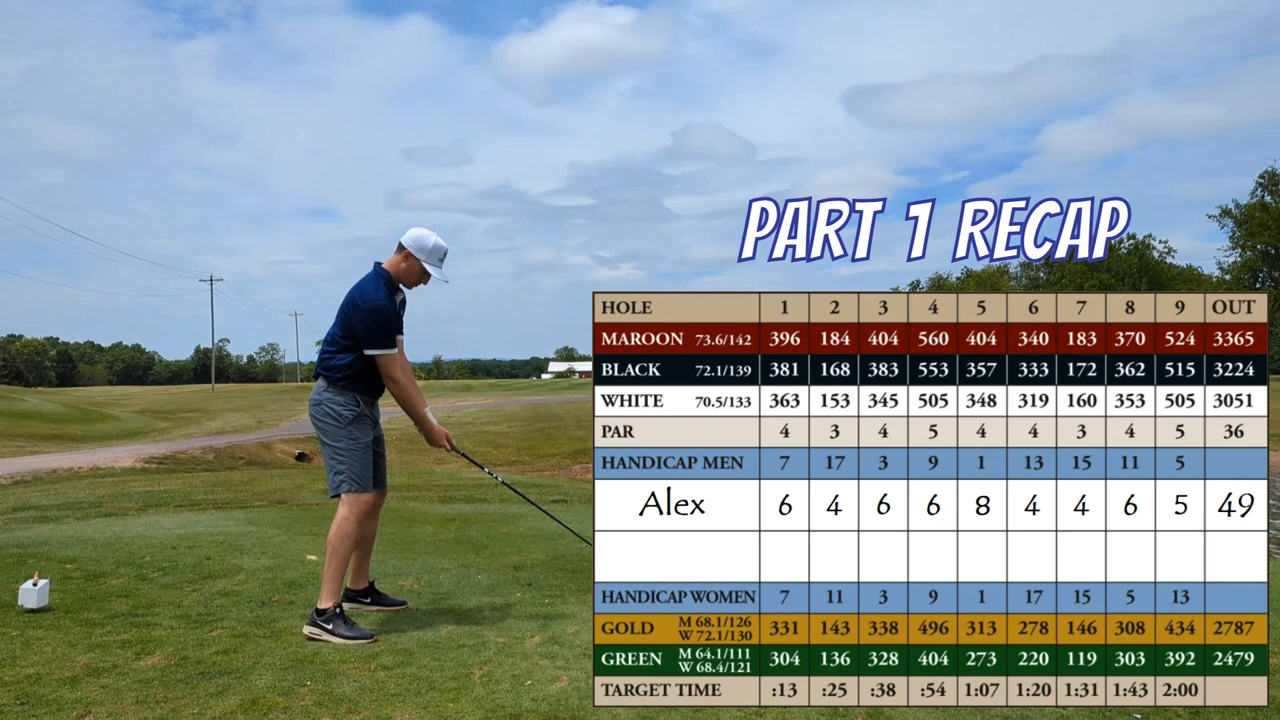 PART 1 RECAP
HOLE 1 2 3 4 5 6 7 8 9 OUT
MAROON 73.6/142 396 184 404 560 404 340 183 370 524 3365
BLACK 72.1/139 381 168 383 553 357 333 172 362 515 3224
WHITE 70.5/133 363 153 345 505 348 319 160 353 505 3051
PAR 4 3 4 5 4 4 3 4 5 36
HANDICAP MEN 7 17 3 9 1 13 15 11 5
Alex 6 4 6 6 8 4 4 6 5 49
HANDICAP WOMEN 7 11 3 9 1 17 15 5 13
GOLD M 68.1/126 W 72.1/130 331 143 338 496 313 278 146 308 434 2787
GREEN M 64.1/111 W 68.4/121 304 136 328 404 273 220 119 303 392 2479
TARGET TIME :13 :25 :38 :54 1:07 1:20 1:31 1:43 2:00